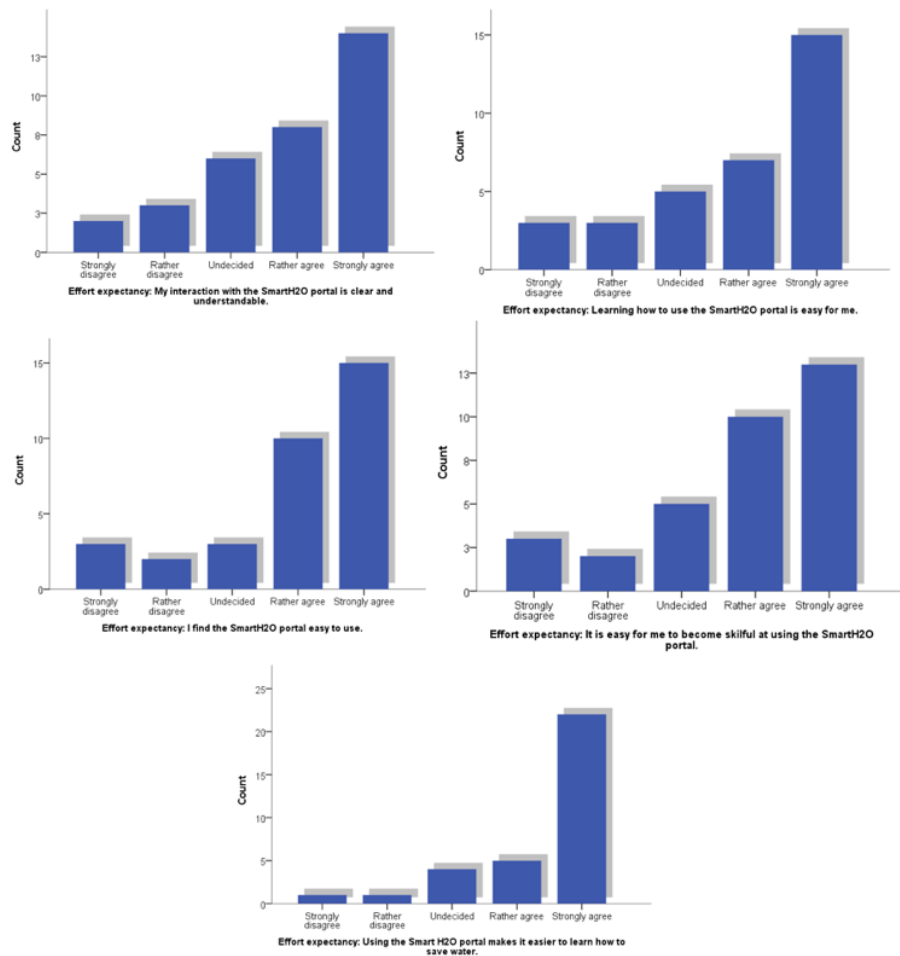 13
10
8
5
3
0
Count
Strongly disagree
Rather disagree
Undecided
Rather agree
Strongly agree
Effort expectancy: My interaction with the SmartH2O portal is clear and
understandable.
15
10
5
0
Count
Strongly disagree
Rather disagree
Undecided
Rather agree
Strongly agree
Effort expectancy: Learning how to use the SmartH2O portal is easy for me.
15
10
5
0
Count
Strongly disagree
Rather disagree
Undecided
Rather agree
Strongly agree
Effort expectancy: I find the SmartH2O portal easy to use.
13
10
8
5
3
0
Count
Strongly disagree
Rather disagree
Undecided
Rather agree
Strongly agree
Effort expectancy: It is easy for me to become skilful at using the SmartH2O
portal.
25
20
15
10
5
0
Count
Strongly disagree
Rather disagree
Undecided
Rather agree
Strongly agree
Effort expectancy: Using the Smart H2O portal makes it easier to learn how to
save water.